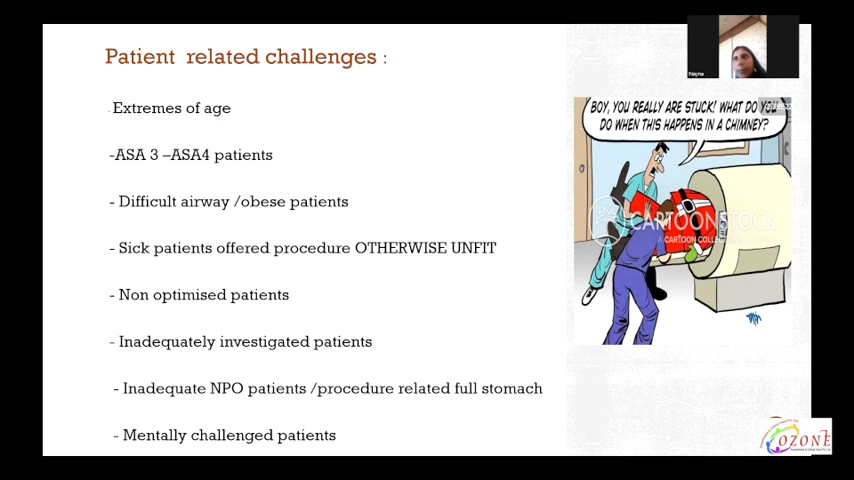 Patient related challenges :
- Extremes of age
-ASA 3 –ASA4 patients
- Difficult airway /obese patients
- Sick patients offered procedure OTHERWISE UNFIT
- Non optimised patients
- Inadequately investigated patients
- Inadequate NPO patients /procedure related full stomach
- Mentally challenged patients
Nayna
BOY, YOU REALLY ARE STUCK! WHAT DO YOU
DO WHEN THIS HAPPENS IN A CHIMNEY?
CARTOONSTOCK
OZONE